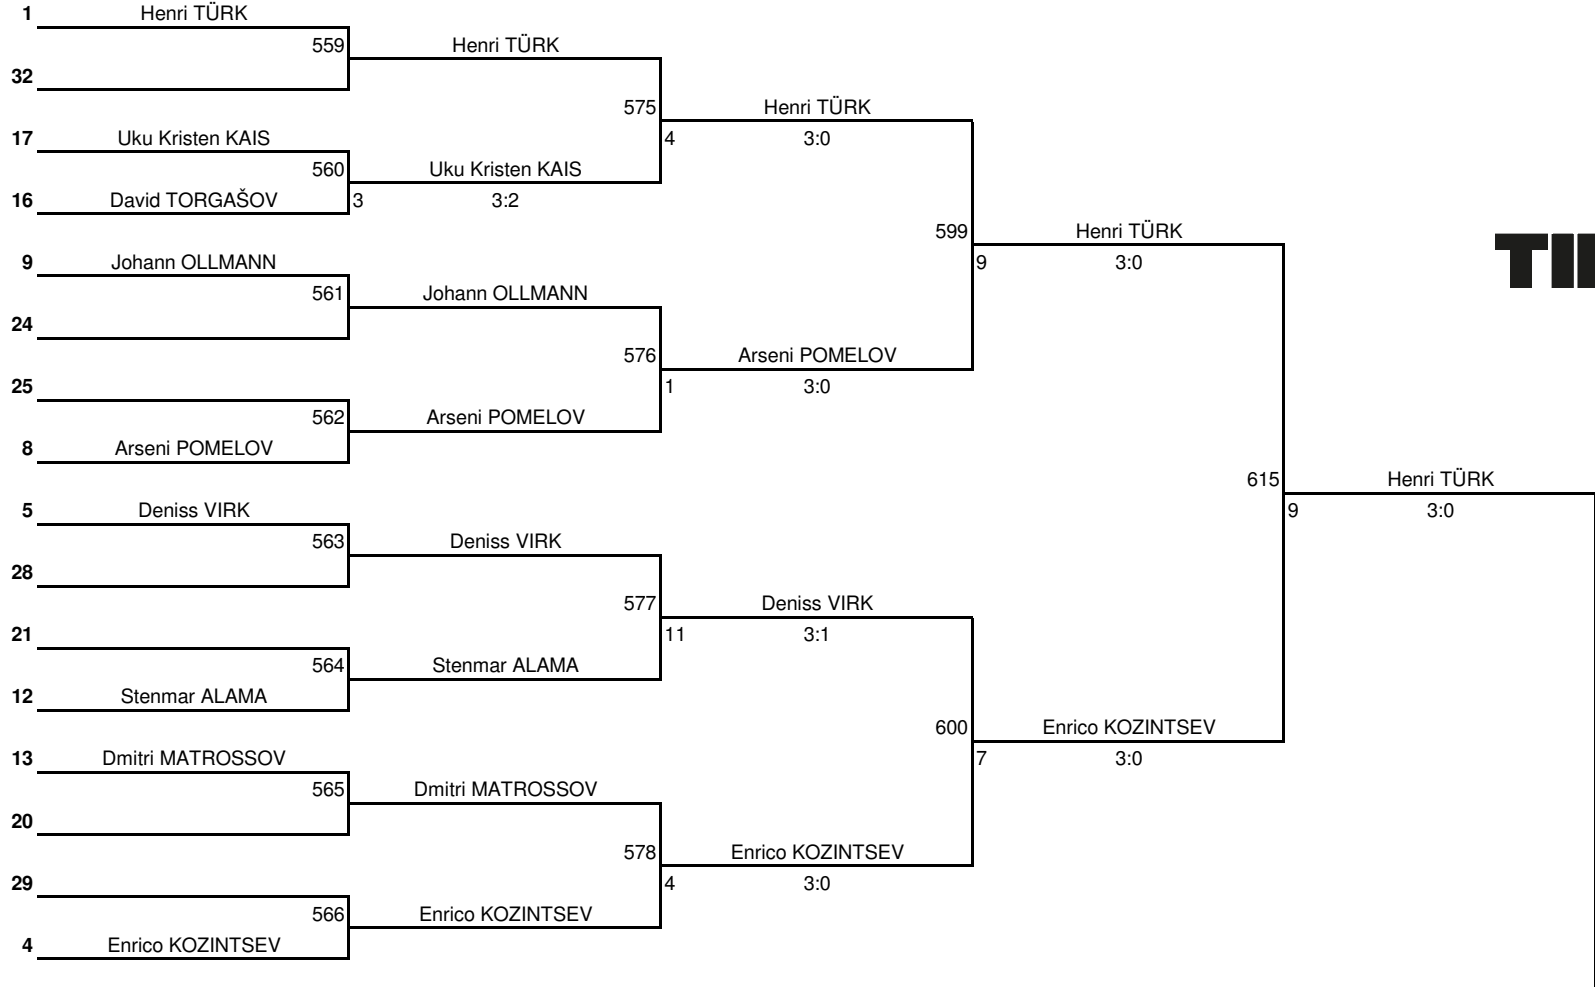 1 Henri TÜRK
559 Henri TÜRK
32
575 Henri TÜRK
17 Uku Kristen KAIS
4 3:0
560 Uku Kristen KAIS
16 David TORGAŠOV
3 3:2
599 Henri TÜRK
9 Johann OLLMANN
9 3:0
561 Johann OLLMANN
24
576 Arseni POMELOV
25
1 3:0
562 Arseni POMELOV
8 Arseni POMELOV
615 Henri TÜRK
5 Deniss VIRK
9 3:0
563 Deniss VIRK
28
577 Deniss VIRK
21
11 3:1
564 Stenmar ALAMA
12 Stenmar ALAMA
600 Enrico KOZINTSEV
13 Dmitri MATROSSOV
7 3:0
565 Dmitri MATROSSOV
20
578 Enrico KOZINTSEV
29
4 3:0
566 Enrico KOZINTSEV
4 Enrico KOZINTSEV